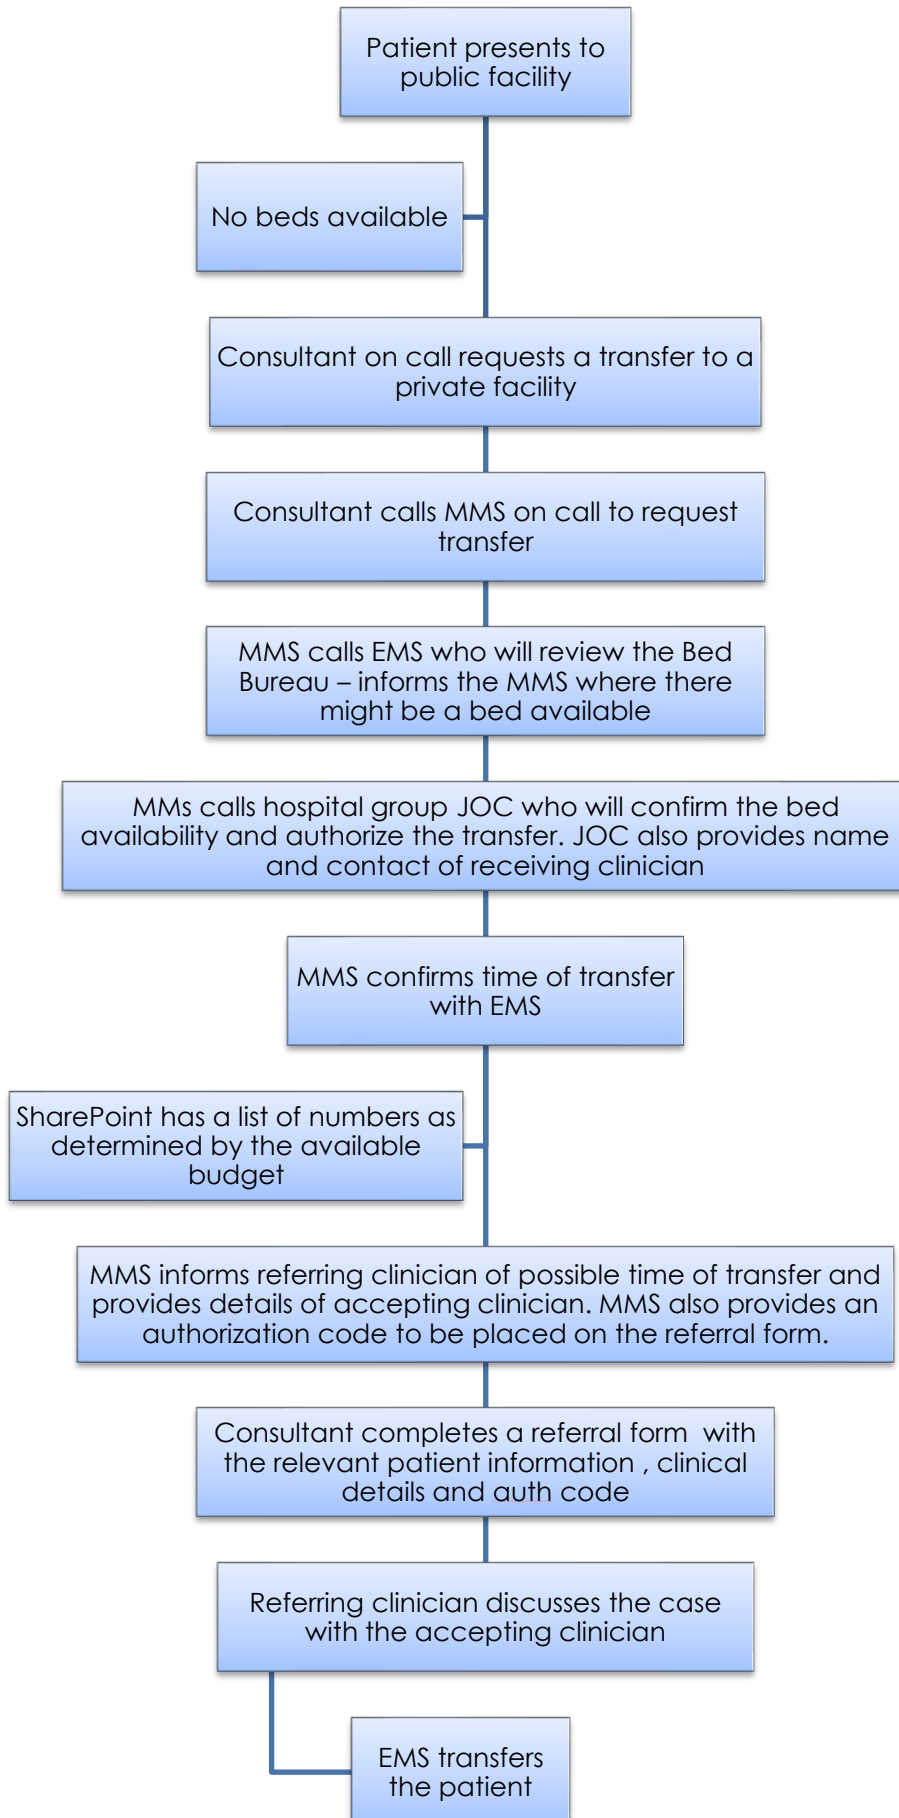 Patient presents to
public facility
No beds available
Consultant on call requests a transfer to a
private facility
Consultant calls MMS on call to request
transfer
MMS calls EMS who will review the Bed
Bureau – informs the MMS where there
might be a bed available
MMs calls hospital group JOC who will confirm the bed
availability and authorize the transfer. JOC also provides name
and contact of receiving clinician
MMS confirms time of transfer
with EMS
SharePoint has a list of numbers as
determined by the available
budget
MMS informs referring clinician of possible time of transfer and
provides details of accepting clinician. MMS also provides an
authorization code to be placed on the referral form.
Consultant completes a referral form  with
the relevant patient information , clinical
details and auth code
Referring clinician discusses the case
with the accepting clinician
EMS transfers
the patient